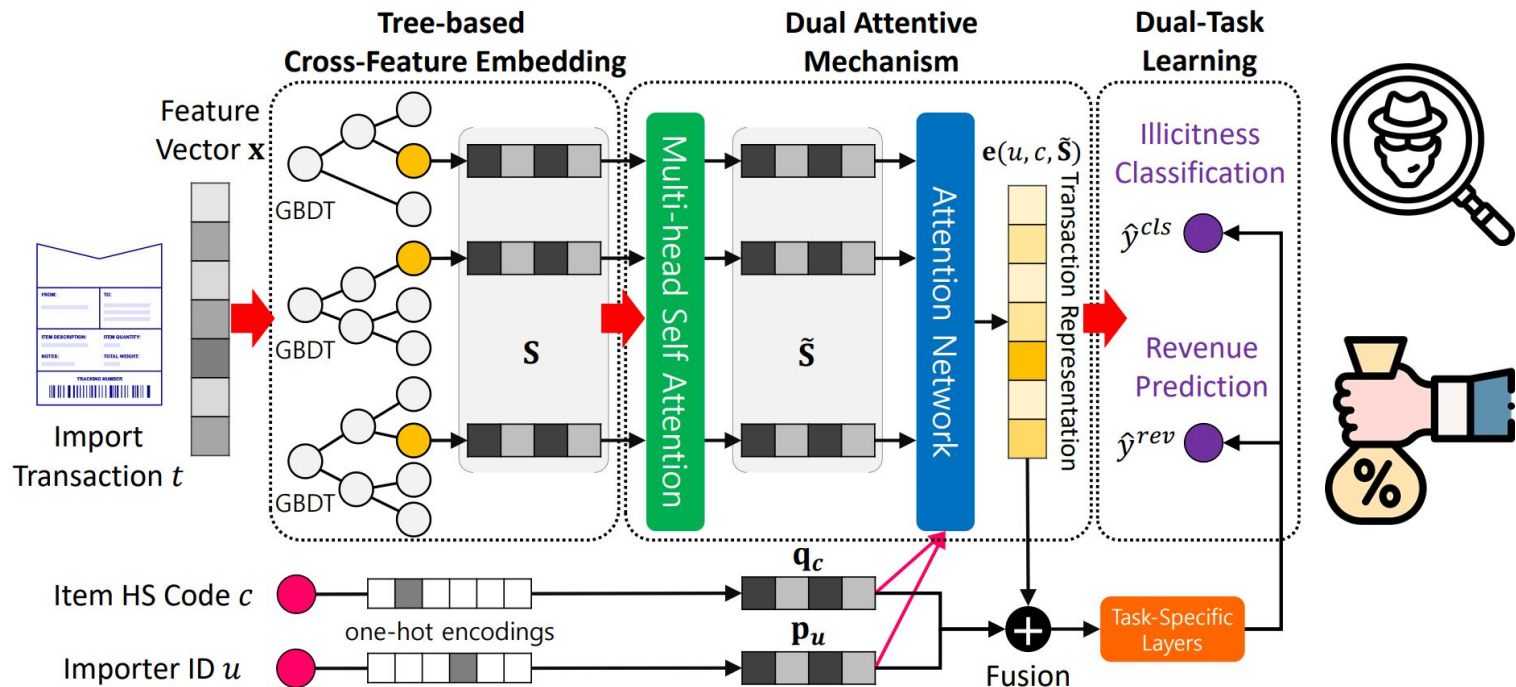 Tree-based
Cross-Feature Embedding
Dual Attentive
Mechanism
Dual-Task
Learning
Feature
Vector x
GBDT
GBDT
GBDT
S
Multi-head Self Attention
S̃
Attention Network
e(u, c, S̃)
Transaction Representation
Illicitness
Classification
ŷ^cls
Revenue
Prediction
ŷ^rev
%
FROM:
TO:
ITEM DESCRIPTION:
ITEM QUANTITY:
NOTES:
TOTAL WEIGHT:
TRACKING NUMBER
Import
Transaction t
Item HS Code c
one-hot encodings
Importer ID u
q_c
p_u
+
Fusion
Task-Specific
Layers